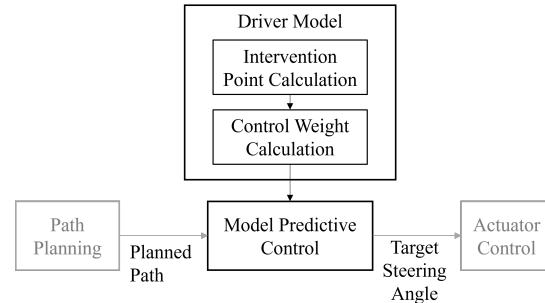 Driver Model
Intervention
Point Calculation
Control Weight
Calculation
Path
Planning
Planned
Path
Model Predictive
Control
Target
Steering
Angle
Actuator
Control